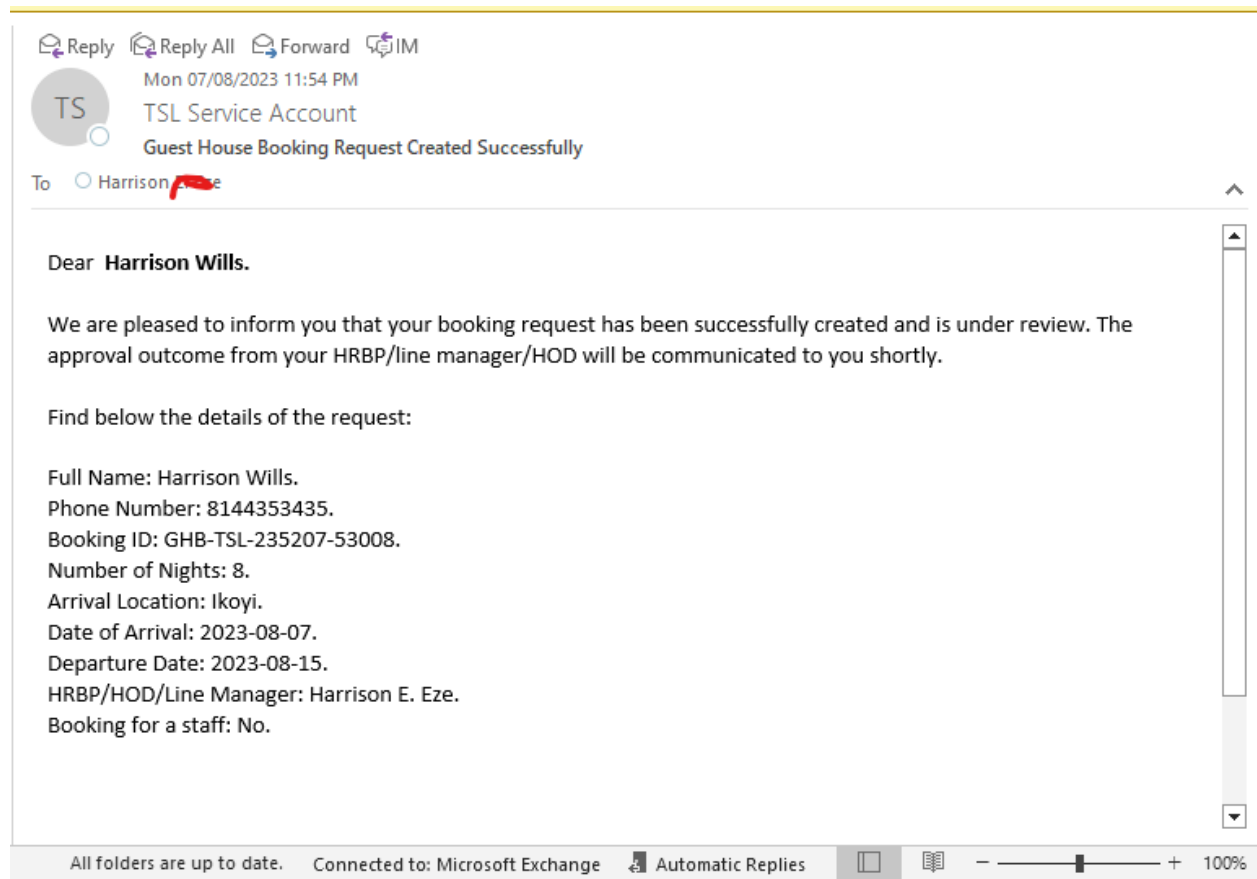 Reply Reply All Forward IM
Mon 07/08/2023 11:54 PM
TS
TSL Service Account
Guest House Booking Request Created Successfully
To Harrison
Dear Harrison Wills.
We are pleased to inform you that your booking request has been successfully created and is under review. The
approval outcome from your HRBP/line manager/HOD will be communicated to you shortly.
Find below the details of the request:
Full Name: Harrison Wills.
Phone Number: 8144353435.
Booking ID: GHB-TSL-235207-53008.
Number of Nights: 8.
Arrival Location: Ikoyi.
Date of Arrival: 2023-08-07.
Departure Date: 2023-08-15.
HRBP/HOD/Line Manager: Harrison E. Eze.
Booking for a staff: No.
All folders are up to date. Connected to: Microsoft Exchange Automatic Replies - + 100%